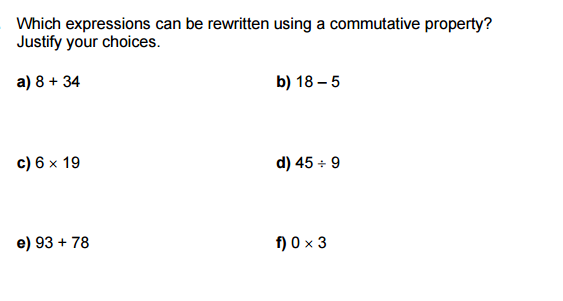 Which expressions can be rewritten using a commutative property?
Justify your choices.
a) 8 + 34
b) 18 – 5
c) 6 × 19
d) 45 ÷ 9
e) 93 + 78
f) 0 × 3